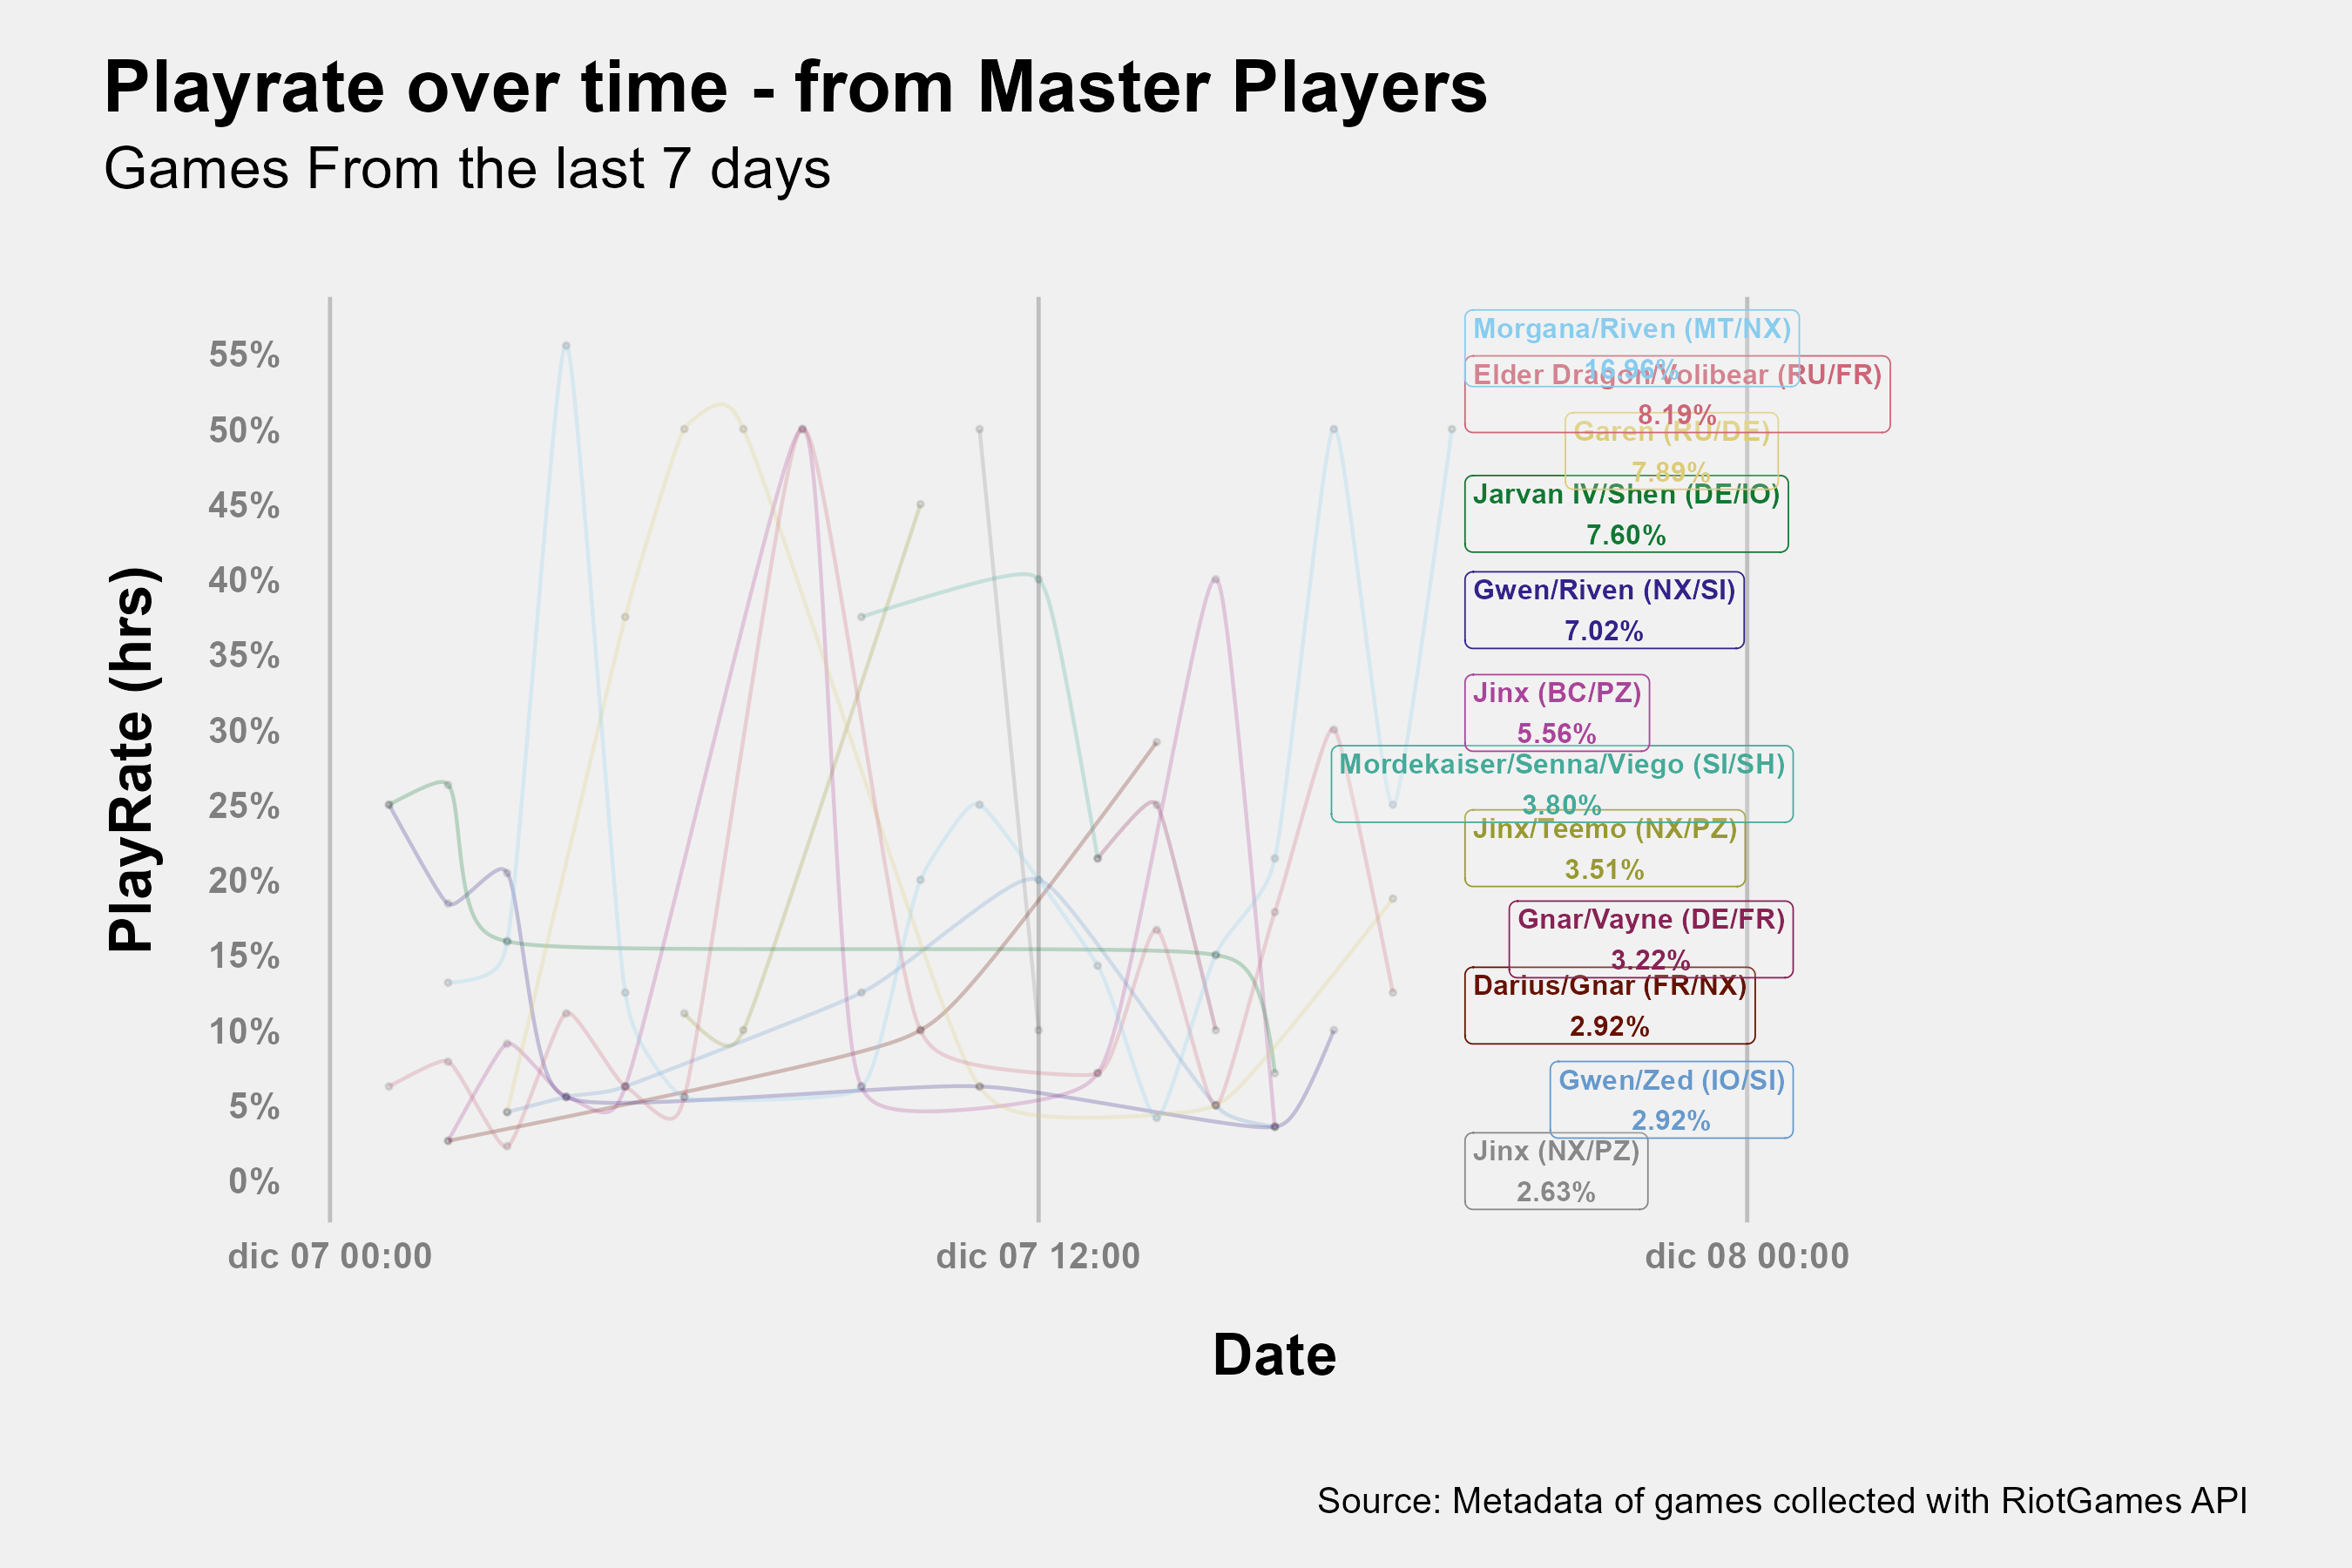 Playrate over time - from Master Players
Games From the last 7 days
PlayRate (hrs)
55%
50%
45%
40%
35%
30%
25%
20%
15%
10%
5%
0%
Morgana/Riven (MT/NX)
16.96%
Elder Dragon/Volibear (RU/FR)
8.19%
Garen (RU/DE)
7.89%
Jarvan IV/Shen (DE/IO)
7.60%
Gwen/Riven (NX/SI)
7.02%
Jinx (BC/PZ)
5.56%
Mordekaiser/Senna/Viego (SI/SH)
3.80%
Jinx/Teemo (NX/PZ)
3.51%
Gnar/Vayne (DE/FR)
3.22%
Darius/Gnar (FR/NX)
2.92%
Gwen/Zed (IO/SI)
2.92%
Jinx (NX/PZ)
2.63%
dic 07 00:00
dic 07 12:00
dic 08 00:00
Date
Source: Metadata of games collected with RiotGames API